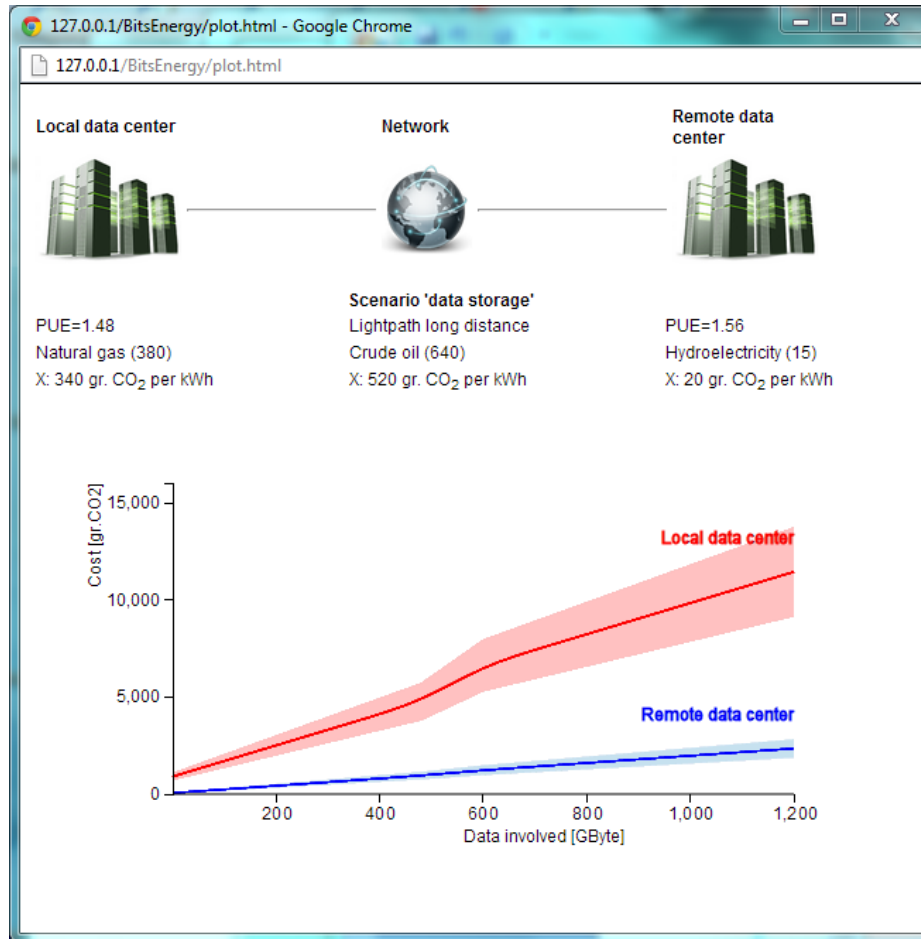 127.0.0.1/BitsEnergy/plot.html - Google Chrome
127.0.0.1/BitsEnergy/plot.html
Local data center
Network
Remote data
center
Scenario 'data storage'
PUE=1.48
Lightpath long distance
PUE=1.56
Natural gas (380)
Crude oil (640)
Hydroelectricity (15)
X: 340 gr. CO2 per kWh
X: 520 gr. CO2 per kWh
X: 20 gr. CO2 per kWh
Cost [gr.CO2]
15,000
10,000
5,000
0
Local data center
Remote data center
200
400
600
800
1,000
1,200
Data involved [GByte]